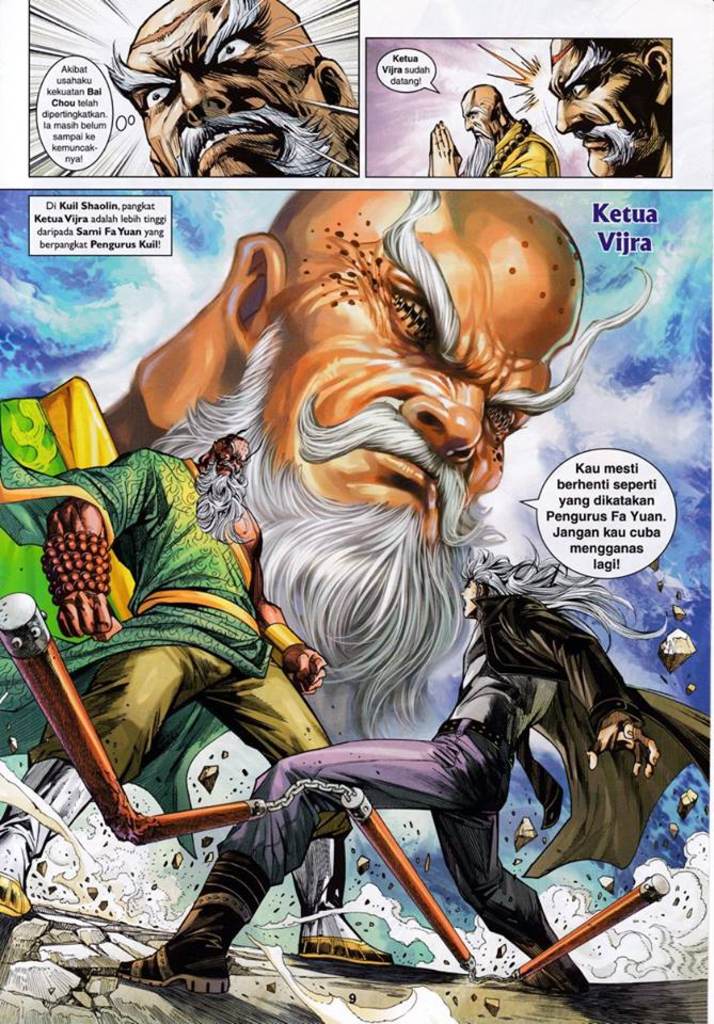 Akibat
usahaku
kekuatan Bai
Chou telah
dipertingkatkan.
Ia masih belum
sampai ke
kemuncak-
nya!
Ketua
Vijra sudah
datang!
Di Kuil Shaolin, pangkat
Ketua Vijra adalah lebih tinggi
daripada Sami Fa Yuan yang
berpangkat Pengurus Kuil!
Ketua
Vijra
Kau mesti
berhenti seperti
yang dikatakan
Pengurus Fa Yuan.
Jangan kau cuba
mengganas
lagi!
9